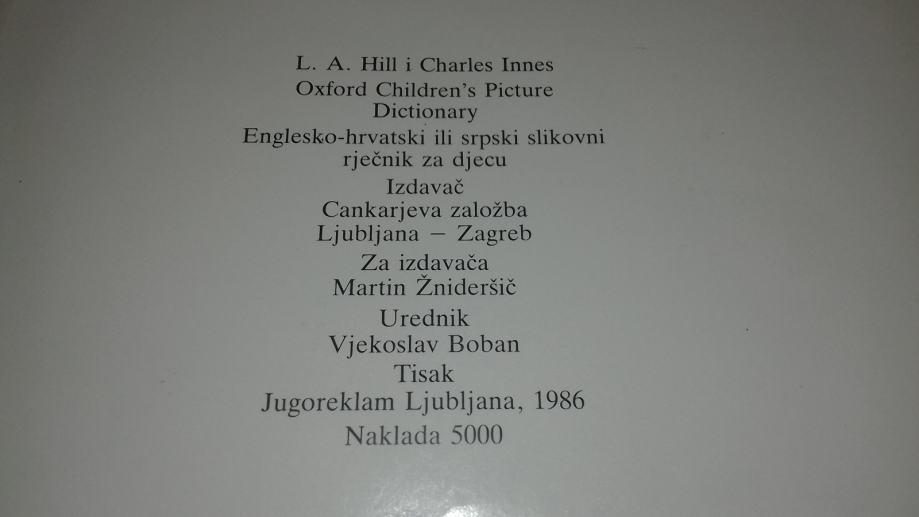 L. A. Hill i Charles Innes
Oxford Children's Picture
Dictionary
Englesko-hrvatski ili srpski slikovni
rječnik za djecu
Izdavač
Cankarjeva založba
Ljubljana – Zagreb
Za izdavača
Martin Žnideršič
Urednik
Vjekoslav Boban
Tisak
Jugoreklam Ljubljana, 1986
Naklada 5000